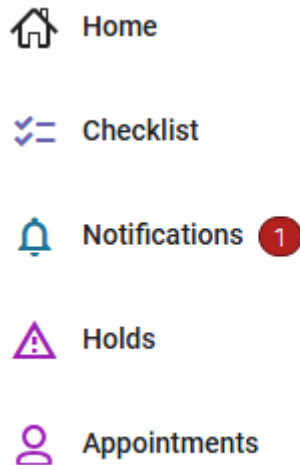 Home
Checklist
Notifications 1
Holds
Appointments